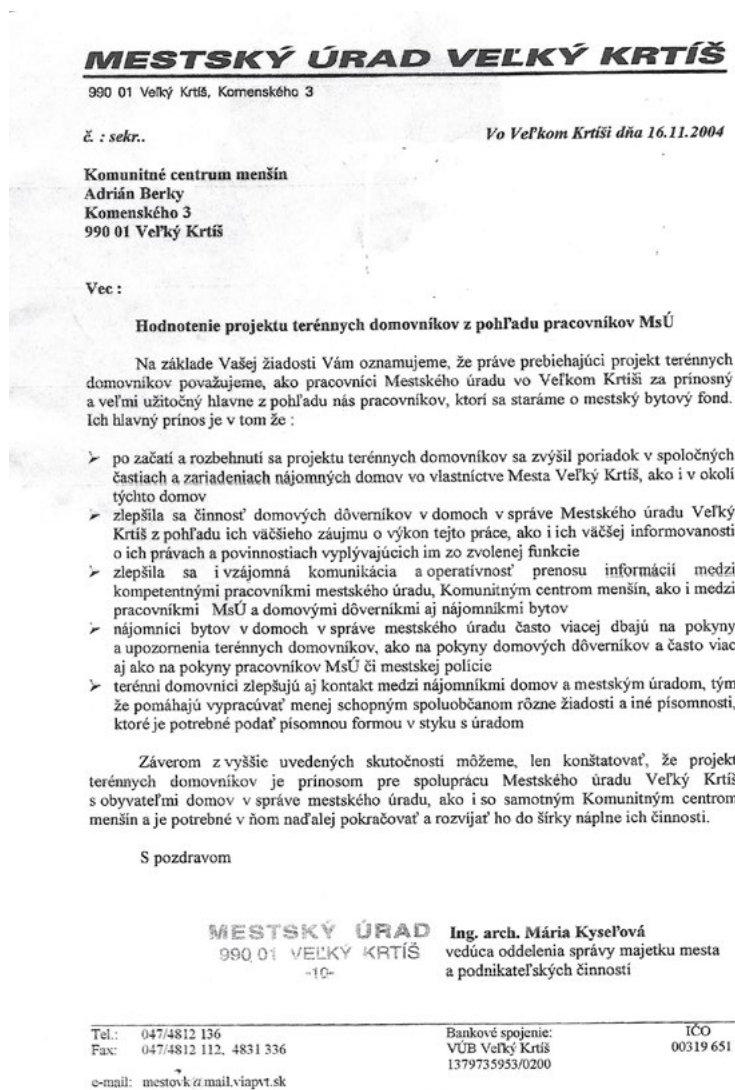 MESTSKÝ ÚRAD VEĽKÝ KRTÍŠ
990 01 Veľký Krtíš, Komenského 3
č. : sekr..
Vo Veľkom Krtíši dňa 16.11.2004
Komunitné centrum menšín
Adrián Berky
Komenského 3
990 01 Veľký Krtíš
Vec :
Hodnotenie projektu terénnych domovníkov z pohľadu pracovníkov MsÚ
Na základe Vašej žiadosti Vám oznamujeme, že práve prebiehajúci projekt terénnych
domovníkov považujeme, ako pracovníci Mestského úradu vo Veľkom Krtíši za prínosný
a veľmi užitočný hlavne z pohľadu nás pracovníkov, ktorí sa staráme o mestský bytový fond.
Ich hlavný prínos je v tom že :
➢ po začatí a rozbehnutí sa projektu terénnych domovníkov sa zvýšil poriadok v spoločných
častiach a zariadeniach nájomných domov vo vlastníctve Mesta Veľký Krtíš, ako i v okolí
týchto domov
➢ zlepšila sa činnosť domových dôverníkov v domoch v správe Mestského úradu Veľký
Krtíš z pohľadu ich väčšieho záujmu o výkon tejto práce, ako i ich väčšej informovanosti
o ich právach a povinnostiach vyplývajúcich im zo zvolenej funkcie
➢ zlepšila sa i vzájomná komunikácia a operatívnosť prenosu informácií medzi
kompetentnými pracovníkmi mestského úradu, Komunitným centrom menšín, ako i medzi
pracovníkmi MsÚ a domovými dôverníkmi aj nájomníkmi bytov
➢ nájomníci bytov v domoch v správe mestského úradu často viacej dbajú na pokyny
a upozornenia terénnych domovníkov, ako na pokyny domových dôverníkov a často viac
aj ako na pokyny pracovníkov MsÚ či mestskej polície
➢ terénni domovníci zlepšujú aj kontakt medzi nájomníkmi domov a mestským úradom, tým
že pomáhajú vypracúvať menej schopným spoluobčanom rôzne žiadosti a iné písomnosti,
ktoré je potrebné podať písomnou formou v styku s úradom
Záverom z vyššie uvedených skutočností môžeme, len konštatovať, že projekt
terénnych domovníkov je prínosom pre spoluprácu Mestského úradu Veľký Krtíš
s obyvateľmi domov v správe mestského úradu, ako i so samotným Komunitným centrom
menšín a je potrebné v ňom naďalej pokračovať a rozvíjať ho do šírky náplne ich činnosti.
S pozdravom
MESTSKÝ ÚRAD
990 01 VEĽKÝ KRTÍŠ
-10-
Ing. arch. Mária Kyseľová
vedúca oddelenia správy majetku mesta
a podnikateľských činností
Tel.: 047/4812 136
Fax: 047/4812 112, 4831 336
e-mail: mestovk@mail.viapvt.sk
Bankové spojenie:
VÚB Veľký Krtíš
1379735953/0200
IČO
00319 651